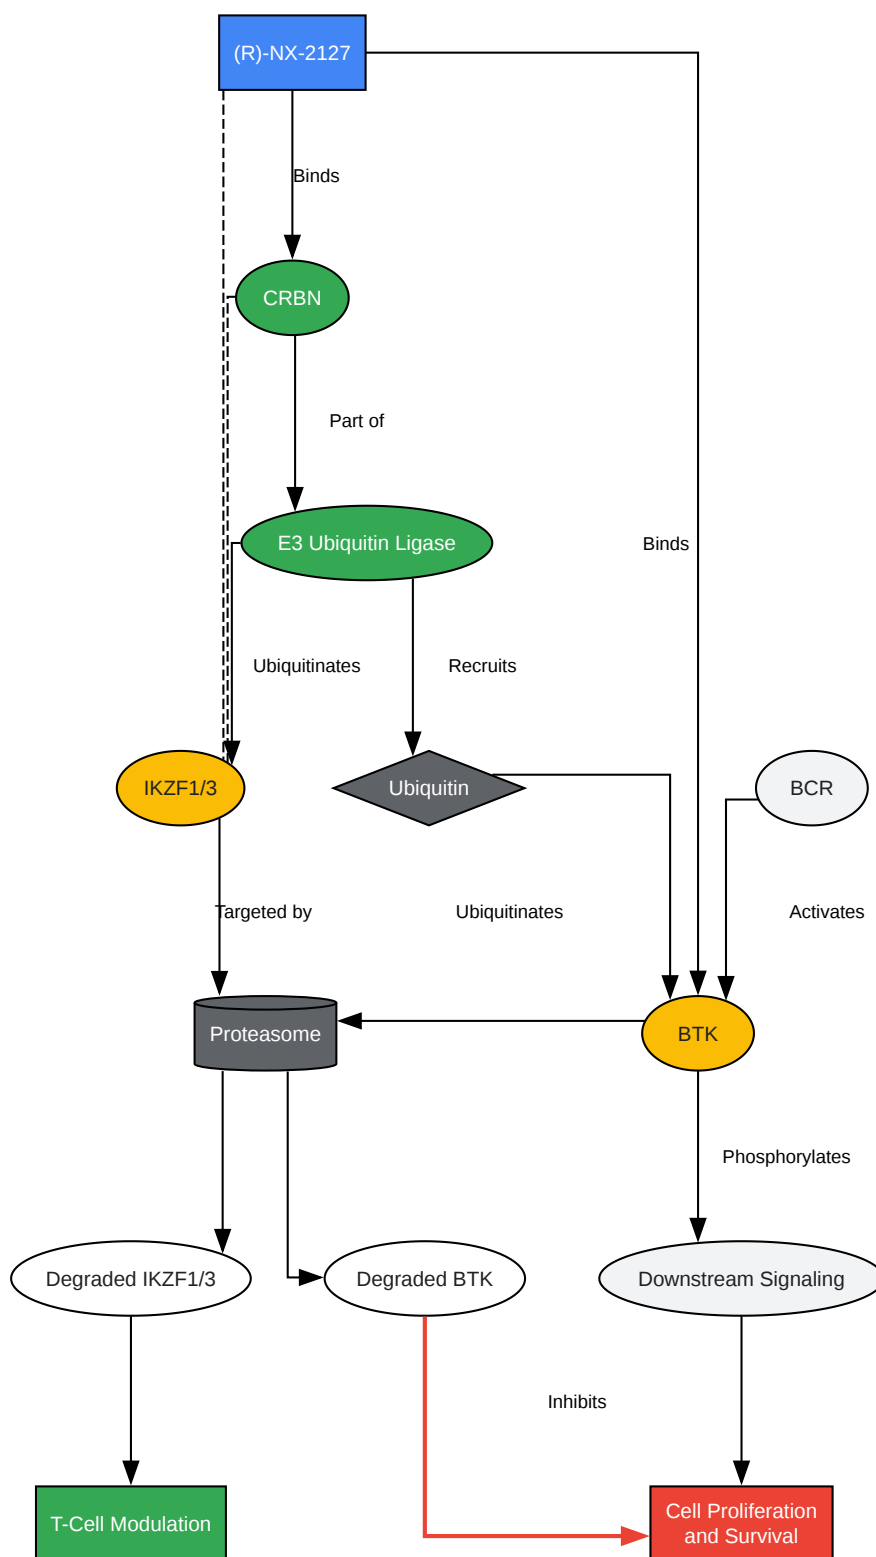 (R)-NX-2127
Binds
CRBN
Part of
E3 Ubiquitin Ligase
Binds
Ubiquitinates
Recruits
IKZF1/3
Ubiquitin
BCR
Targeted by
Ubiquitinates
Activates
Proteasome
BTK
Phosphorylates
Degraded IKZF1/3
Degraded BTK
Downstream Signaling
Inhibits
T-Cell Modulation
Cell Proliferation
and Survival